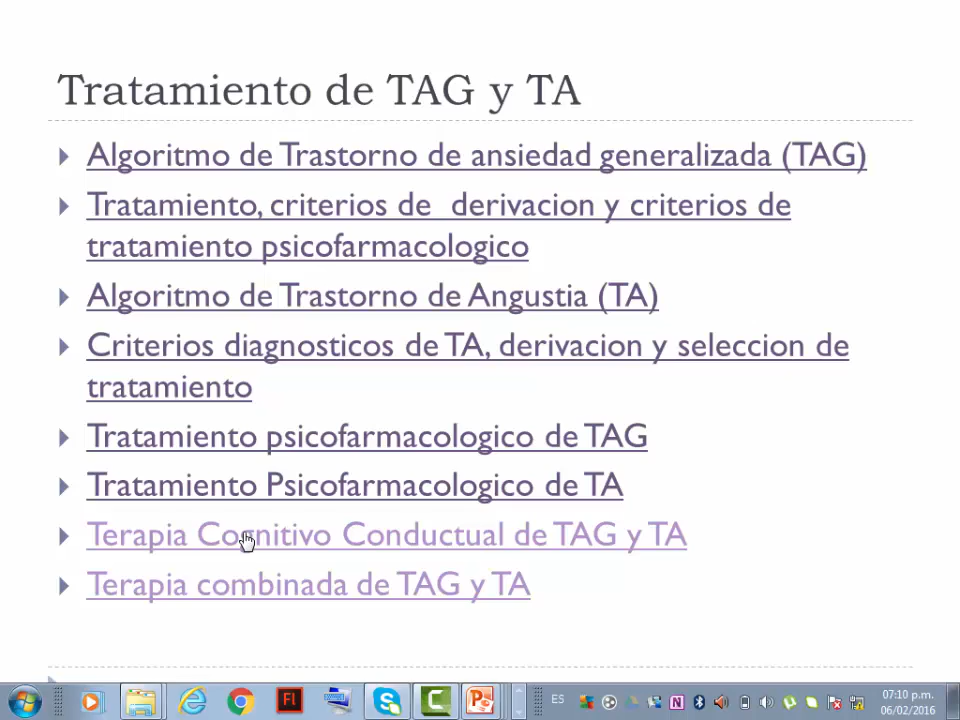 Tratamiento de TAG y TA
Algoritmo de Trastorno de ansiedad generalizada (TAG)
Tratamiento, criterios de derivacion y criterios de
tratamiento psicofarmacologico
Algoritmo de Trastorno de Angustia (TA)
Criterios diagnosticos de TA, derivacion y seleccion de
tratamiento
Tratamiento psicofarmacologico de TAG
Tratamiento Psicofarmacologico de TA
Terapia Cognitivo Conductual de TAG y TA
Terapia combinada de TAG y TA
ES
07:10 p.m.
06/02/2016